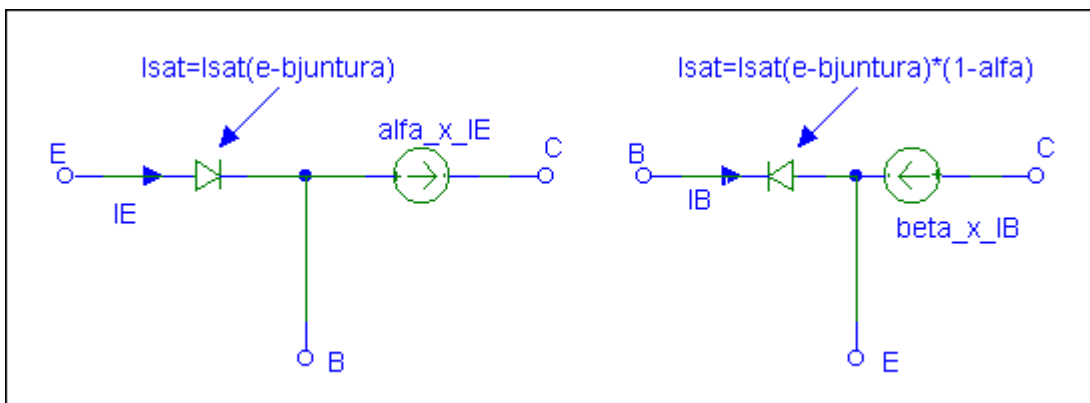 Isat=Isat(e-bjuntura)
E
IE
alfa_x_IE
C
B
Isat=Isat(e-bjuntura)*(1-alfa)
B
IB
C
beta_x_IB
E